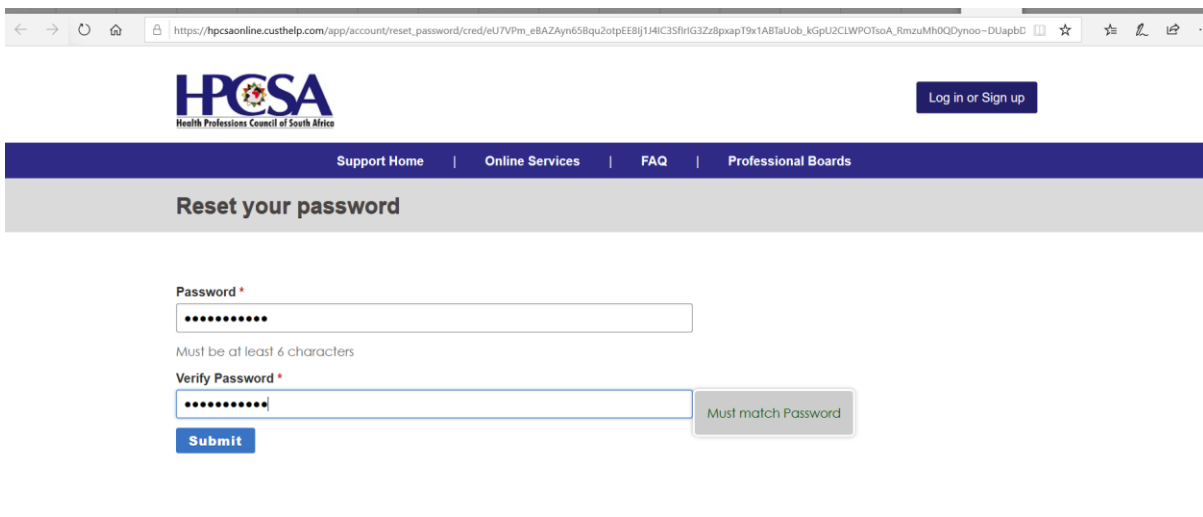 https://hpcsaonline.custhelp.com/app/account/reset_password/cred/
HPCSA
Health Professions Council of South Africa
Log in or Sign up
Support Home | Online Services | FAQ | Professional Boards
Reset your password
Password *
•••••••••••
Must be at least 6 characters
Verify Password *
•••••••••••
Must match Password
Submit